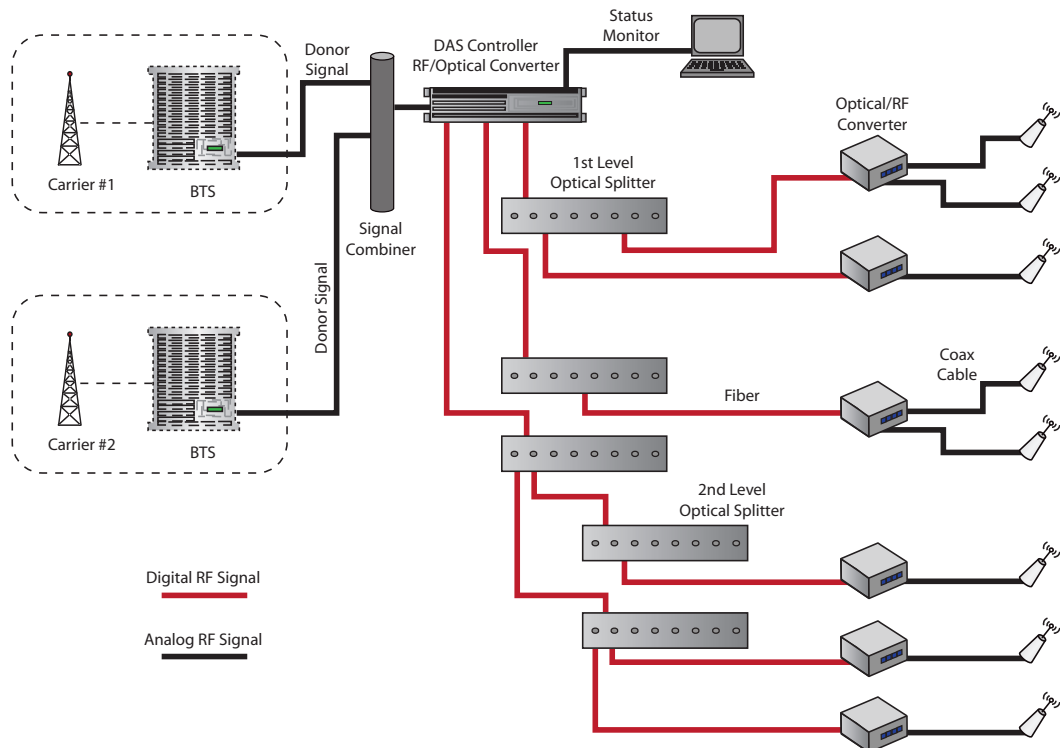 Status
Monitor
Donor
Signal
DAS Controller
RF/Optical Converter
Optical/RF
Converter
1st Level
Optical Splitter
Carrier #1
BTS
Signal
Combiner
Donor Signal
Coax
Cable
Fiber
Carrier #2
BTS
2nd Level
Optical Splitter
Digital RF Signal
Analog RF Signal